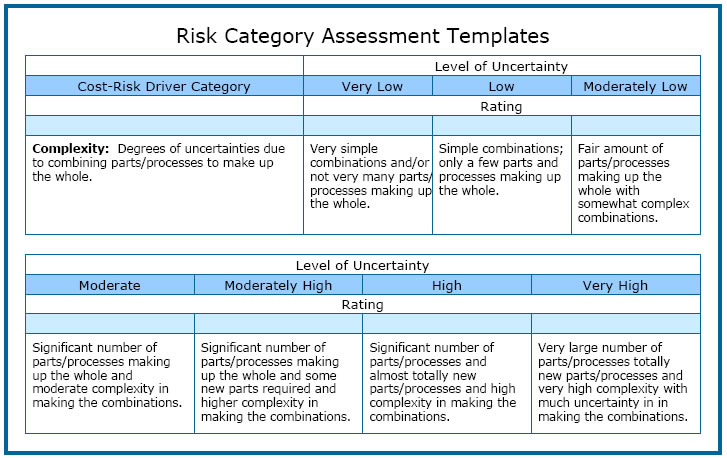 Risk Category Assessment Templates
Level of Uncertainty
Cost-Risk Driver Category Very Low Low Moderately Low
Rating
Complexity: Degrees of uncertainties due
to combining parts/processes to make up
the whole.
Very simple
combinations and/or
not very many parts/
processes making up
the whole.
Simple combinations;
only a few parts and
processes making up
the whole.
Fair amount of
parts/processes
making up the
whole with
somewhat complex
combinations.
Level of Uncertainty
Moderate Moderately High High Very High
Rating
Significant number of
parts/processes making
up the whole and
moderate complexity in
making the combinations.
Significant number of
parts/processes making
up the whole and some
new parts required and
higher complexity in
making the combinations.
Significant number of
parts/processes and
almost totally new
parts/processes and high
complexity in making the
combinations.
Very large number of
parts/processes totally
new parts/processes and
very high complexity with
much uncertainty in in
making the combinations.